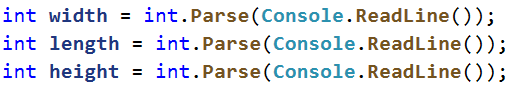 int width = int.Parse(Console.ReadLine());
int length = int.Parse(Console.ReadLine());
int height = int.Parse(Console.ReadLine());